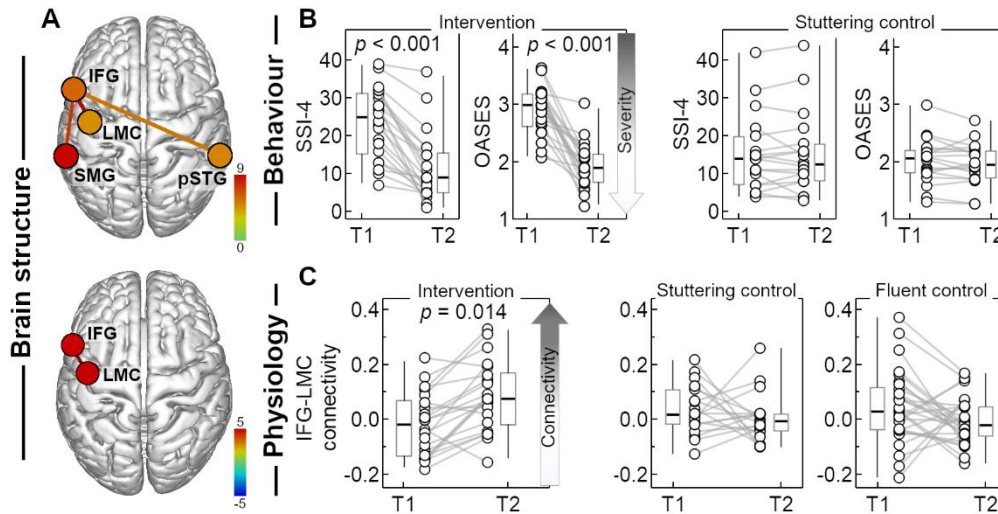 A
Brain structure
IFG
LMC
SMG
pSTG
9
0
IFG
LMC
5
-5
B
Behaviour
Intervention
p < 0.001
SSI-4
40
30
20
10
0
T1 T2
p < 0.001
OASES
4
3
2
1
T1 T2
Severity
Stuttering control
SSI-4
40
30
20
10
0
T1 T2
OASES
4
3
2
1
T1 T2
C
Physiology
Intervention
p = 0.014
IFG-LMC
connectivity
0.4
0.2
0.0
-0.2
T1 T2
Connectivity
Stuttering control
0.4
0.2
0.0
-0.2
T1 T2
Fluent control
0.4
0.2
0.0
-0.2
T1 T2